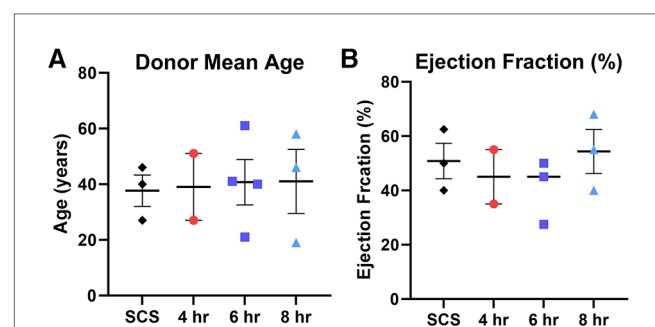 A
Donor Mean Age
80
60
40
20
0
Age (years)
SCS 4 hr 6 hr 8 hr
B
Ejection Fraction (%)
80
60
40
20
0
Ejection Frcation (%)
SCS 4 hr 6 hr 8 hr